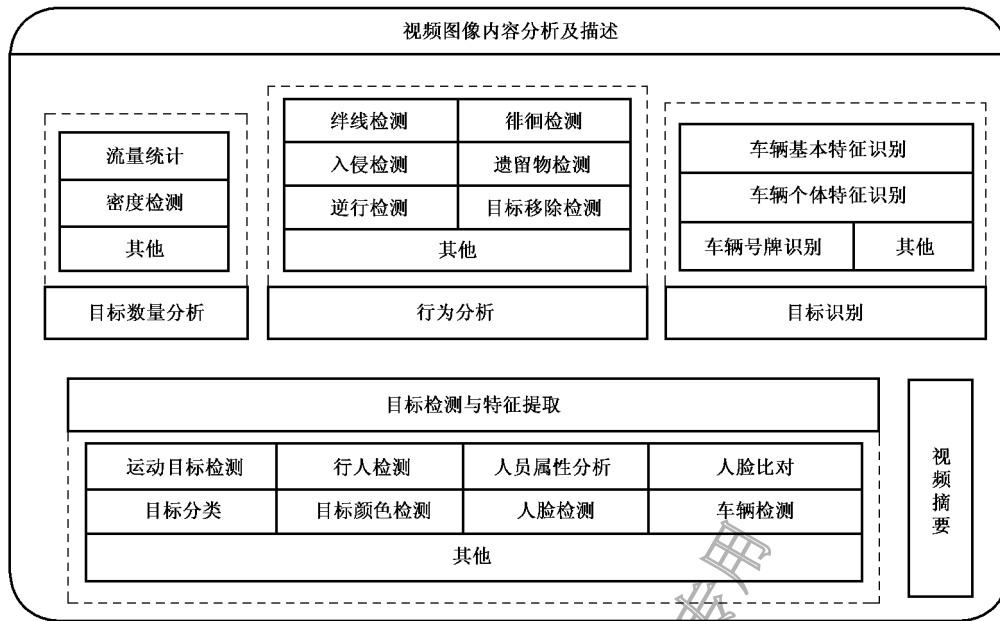 视频图像内容分析及描述
流量统计
密度检测
其他
目标数量分析
绊线检测 徘徊检测
入侵检测 遗留物检测
逆行检测 目标移除检测
其他
行为分析
车辆基本特征识别
车辆个体特征识别
车辆号牌识别 其他
目标识别
目标检测与特征提取
运动目标检测 行人检测 人员属性分析 人脸比对
目标分类 目标颜色检测 人脸检测 车辆检测
其他
视频摘要
专用